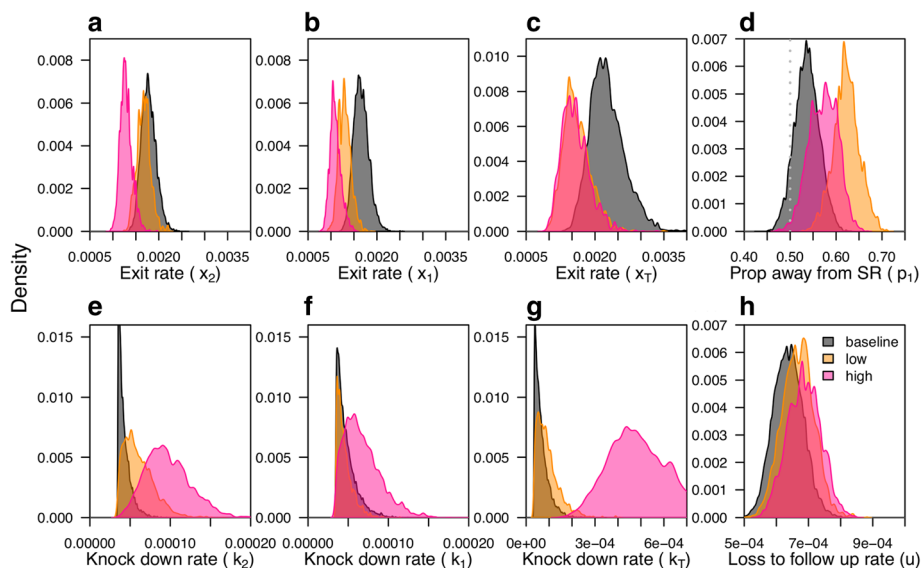 a
b
c
d
0.008
0.006
0.004
0.002
0.000
0.0005
0.0020
0.0035
Exit rate ( x2)
0.008
0.006
0.004
0.002
0.000
0.0005
0.0020
0.0035
Exit rate ( x1)
0.010
0.008
0.006
0.004
0.002
0.000
0.0005
0.0020
0.0035
Exit rate ( xT)
0.007
0.006
0.005
0.004
0.003
0.002
0.001
0.000
0.40
0.50
0.60
0.70
Prop away from SR ( p1)
Density
e
f
g
h
0.015
0.010
0.005
0.000
0.00000
0.00010
0.00020
Knock down rate ( k2)
0.015
0.010
0.005
0.000
0.00000
0.00010
0.00020
Knock down rate ( k1)
0.015
0.010
0.005
0.000
0e+00
3e−04
6e−04
Knock down rate ( kT)
0.007
0.006
0.005
0.004
0.003
0.002
0.001
0.000
baseline
low
high
5e−04
7e−04
9e−04
Loss to follow up rate (u)